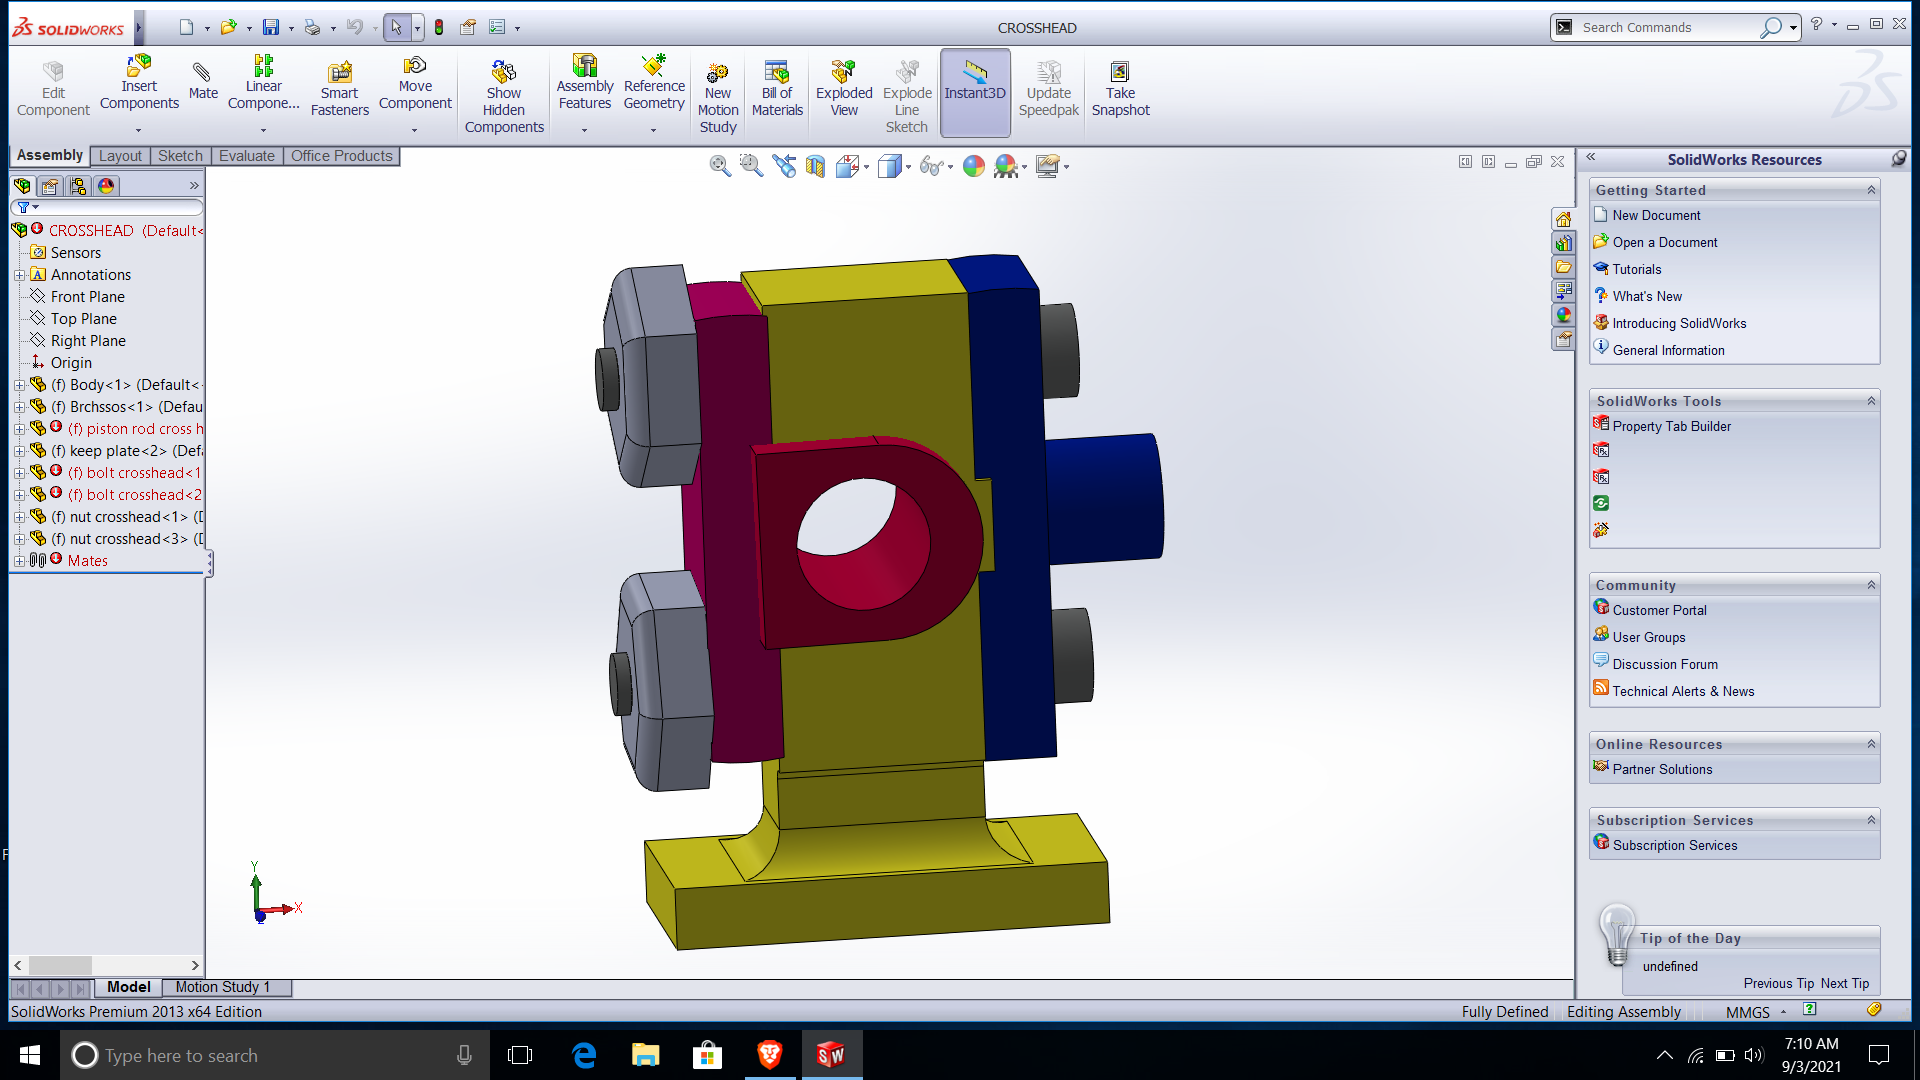 SOLIDWORKS
CROSSHEAD
Search Commands
Edit Component
Insert Components
Mate
Linear Compone...
Smart Fasteners
Move Component
Show Hidden Components
Assembly Features
Reference Geometry
New Motion Study
Bill of Materials
Exploded View
Explode Line Sketch
Instant3D
Update Speedpak
Take Snapshot
Assembly
Layout
Sketch
Evaluate
Office Products
CROSSHEAD (Default<
Sensors
Annotations
Front Plane
Top Plane
Right Plane
Origin
(f) Body<1> (Default<
(f) Brchssos<1> (Defau
(f) piston rod cross h
(f) keep plate<2> (Def
(f) bolt crosshead<1
(f) bolt crosshead<2
(f) nut crosshead<1> (D
(f) nut crosshead<3> (D
Mates
Y
X
Z
Model
Motion Study 1
SolidWorks Premium 2013 x64 Edition
SolidWorks Resources
Getting Started
New Document
Open a Document
Tutorials
What's New
Introducing SolidWorks
General Information
SolidWorks Tools
Property Tab Builder
Community
Customer Portal
User Groups
Discussion Forum
Technical Alerts & News
Online Resources
Partner Solutions
Subscription Services
Subscription Services
Tip of the Day
undefined
Previous Tip Next Tip
Fully Defined
Editing Assembly
MMGS
Type here to search
SW
7:10 AM
9/3/2021